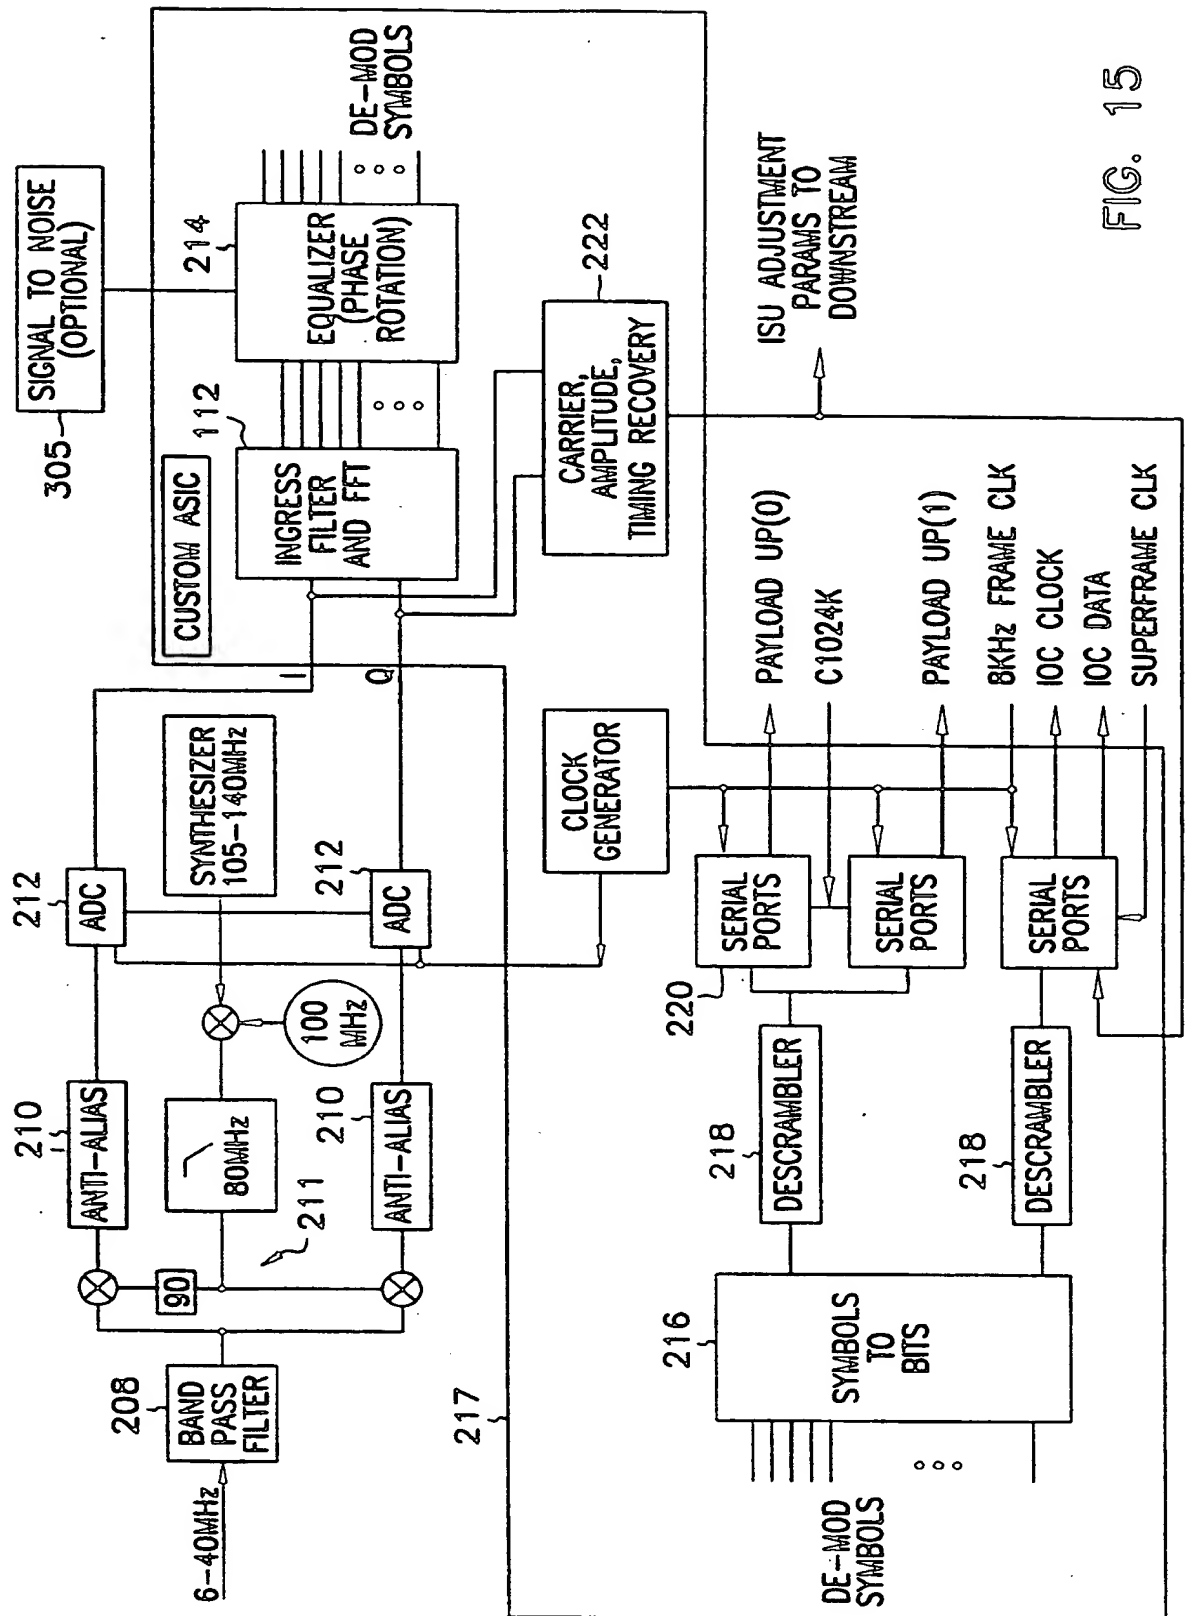 305
SIGNAL TO NOISE
(OPTIONAL)
CUSTOM ASIC
112
214
INGRESS
FILTER
AND FFT
EQUALIZER
(PHASE
ROTATION)
DE-MOD
SYMBOLS
212
ADC
SYNTHESIZER
105-140MHz
212
ADC
I
Q
100
MHz
210
ANTI-ALIAS
80MHz
210
ANTI-ALIAS
211
90
208
BAND
PASS
FILTER
6-40MHz
217
CLOCK
GENERATOR
CARRIER,
AMPLITUDE,
TIMING RECOVERY
222
ISU ADJUSTMENT
PARAMS TO
DOWNSTREAM
DE-MOD
SYMBOLS
216
SYMBOLS
TO
BITS
218
DESCRAMBLER
218
DESCRAMBLER
220
SERIAL
PORTS
SERIAL
PORTS
SERIAL
PORTS
PAYLOAD UP(0)
C1024K
PAYLOAD UP(1)
8KHz FRAME CLK
IOC CLOCK
IOC DATA
SUPERFRAME CLK
FIG. 15